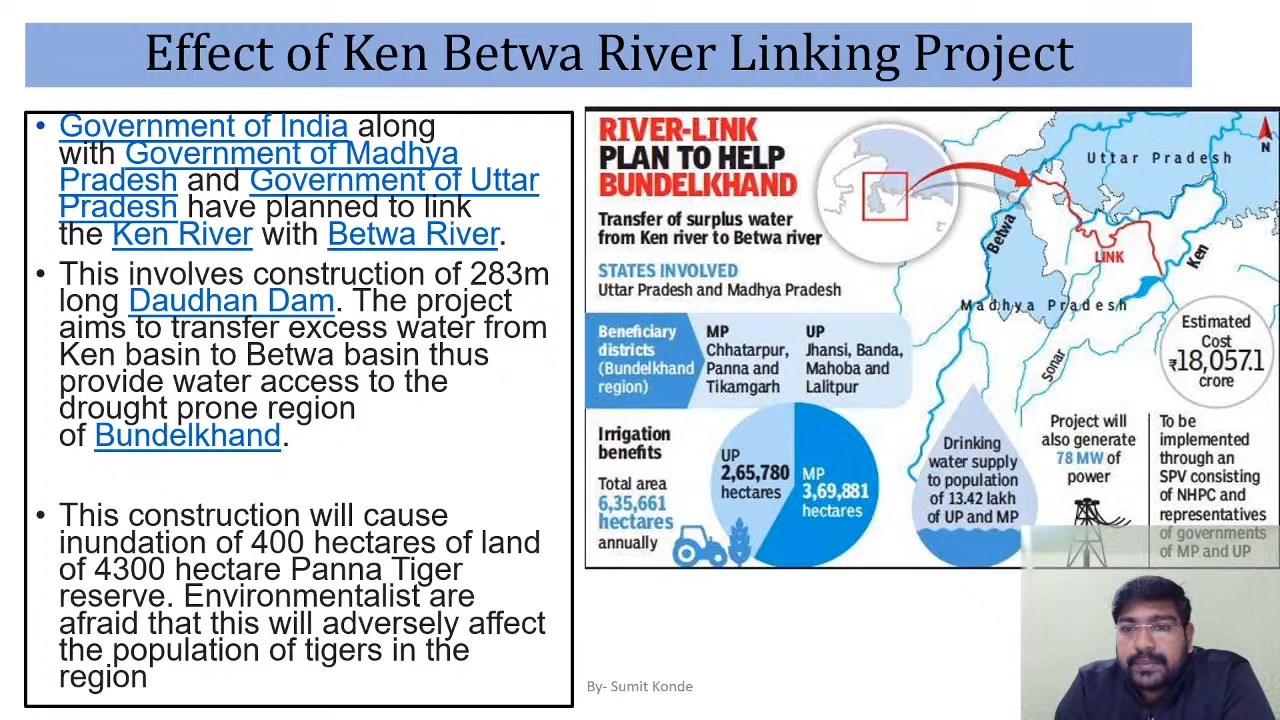 Effect of Ken Betwa River Linking Project
• Government of India along
with Government of Madhya
Pradesh and Government of Uttar
Pradesh have planned to link
the Ken River with Betwa River.
• This involves construction of 283m
long Daudhan Dam. The project
aims to transfer excess water from
Ken basin to Betwa basin thus
provide water access to the
drought prone region
of Bundelkhand.
• This construction will cause
inundation of 400 hectares of land
of 4300 hectare Panna Tiger
reserve. Environmentalist are
afraid that this will adversely affect
the population of tigers in the
region
RIVER-LINK
PLAN TO HELP
BUNDELKHAND
Transfer of surplus water
from Ken river to Betwa river
STATES INVOLVED
Uttar Pradesh and Madhya Pradesh
Beneficiary
districts
(Bundelkhand
region)
MP
Chhatarpur,
Panna and
Tikamgarh
UP
Jhansi, Banda,
Mahoba and
Lalitpur
Irrigation
benefits
Total area
6,35,661
hectares
annually
UP
2,65,780
hectares
MP
3,69,881
hectares
N
Uttar Pradesh
Betwa
LINK
Ken
Madhya Pradesh
Sonar
Estimated
Cost
₹18,057.1
crore
Drinking
water supply
to population
of 13.42 lakh
of UP and MP
Project will
also generate
78 MW of
power
To be
implemented
through an
SPV consisting
of NHPC and
representatives
of governments
of MP and UP
By- Sumit Konde